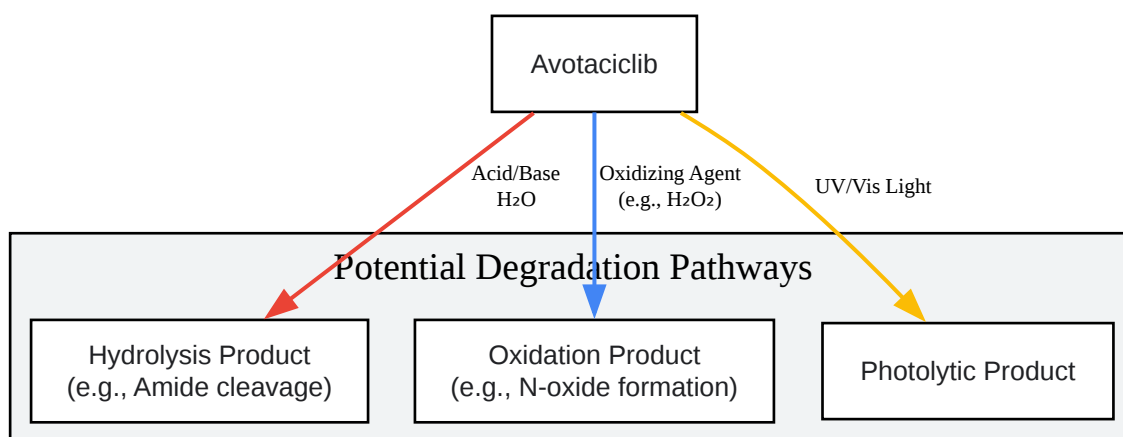 Avotaciclib
Acid/Base
H₂O
Oxidizing Agent
(e.g., H₂O₂)
UV/Vis Light
Potential Degradation Pathways
Hydrolysis Product
(e.g., Amide cleavage)
Oxidation Product
(e.g., N-oxide formation)
Photolytic Product